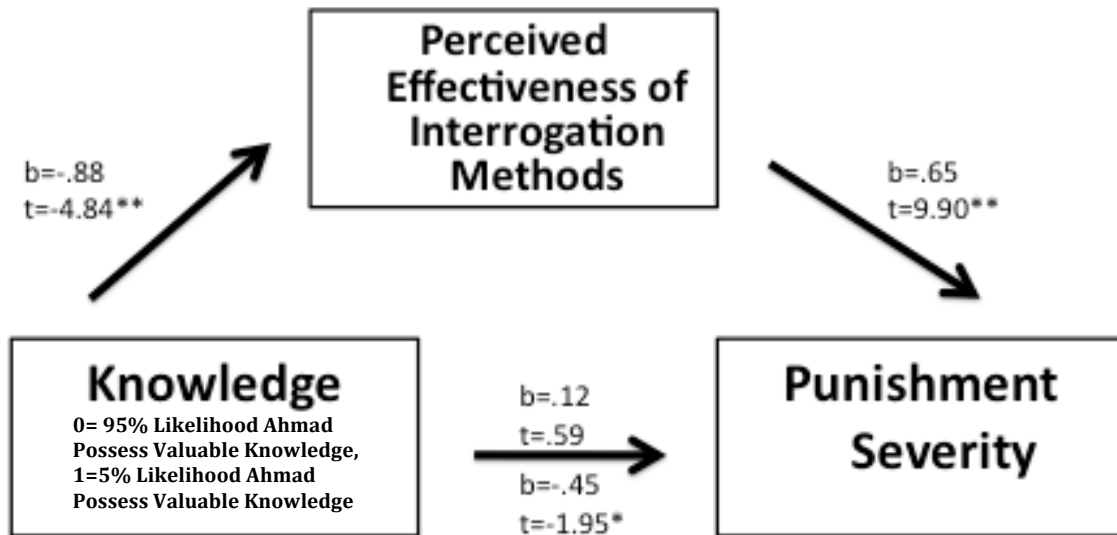 Perceived
Effectiveness of
Interrogation
Methods
b=-.88
t=-4.84**
b=.65
t=9.90**
Knowledge
0= 95% Likelihood Ahmad
Possess Valuable Knowledge,
1=5% Likelihood Ahmad
Possess Valuable Knowledge
b=.12
t=.59
b=-.45
t=-1.95*
Punishment
Severity